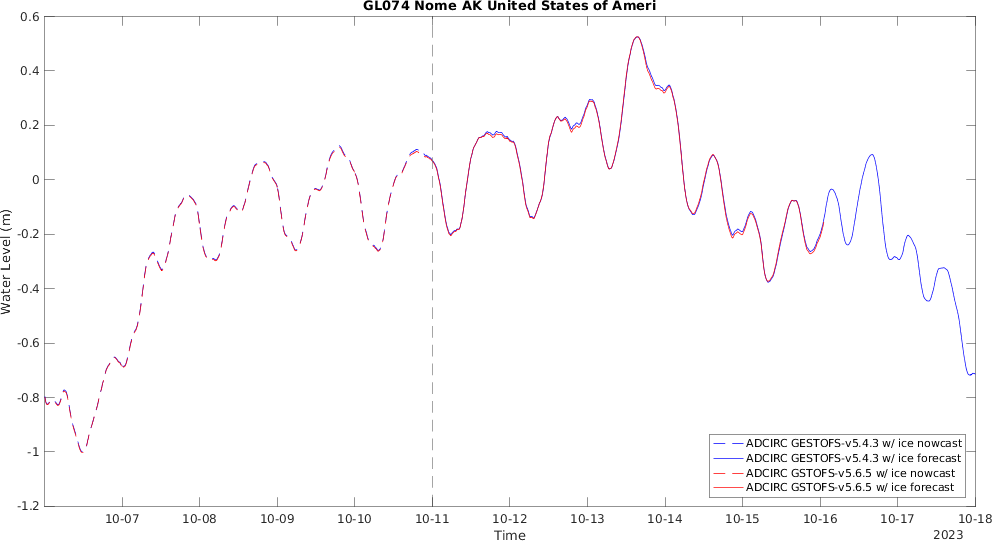 GL074 Nome AK United States of Ameri
0.6
0.4
0.2
0
-0.2
-0.4
-0.6
-0.8
-1
-1.2
Water Level (m)
10-07 10-08 10-09 10-10 10-11 10-12 10-13 10-14 10-15 10-16 10-17 10-18
Time
2023
ADCIRC GESTOFS-v5.4.3 w/ ice nowcast
ADCIRC GESTOFS-v5.4.3 w/ ice forecast
ADCIRC GSTOFS-v5.6.5 w/ ice nowcast
ADCIRC GSTOFS-v5.6.5 w/ ice forecast